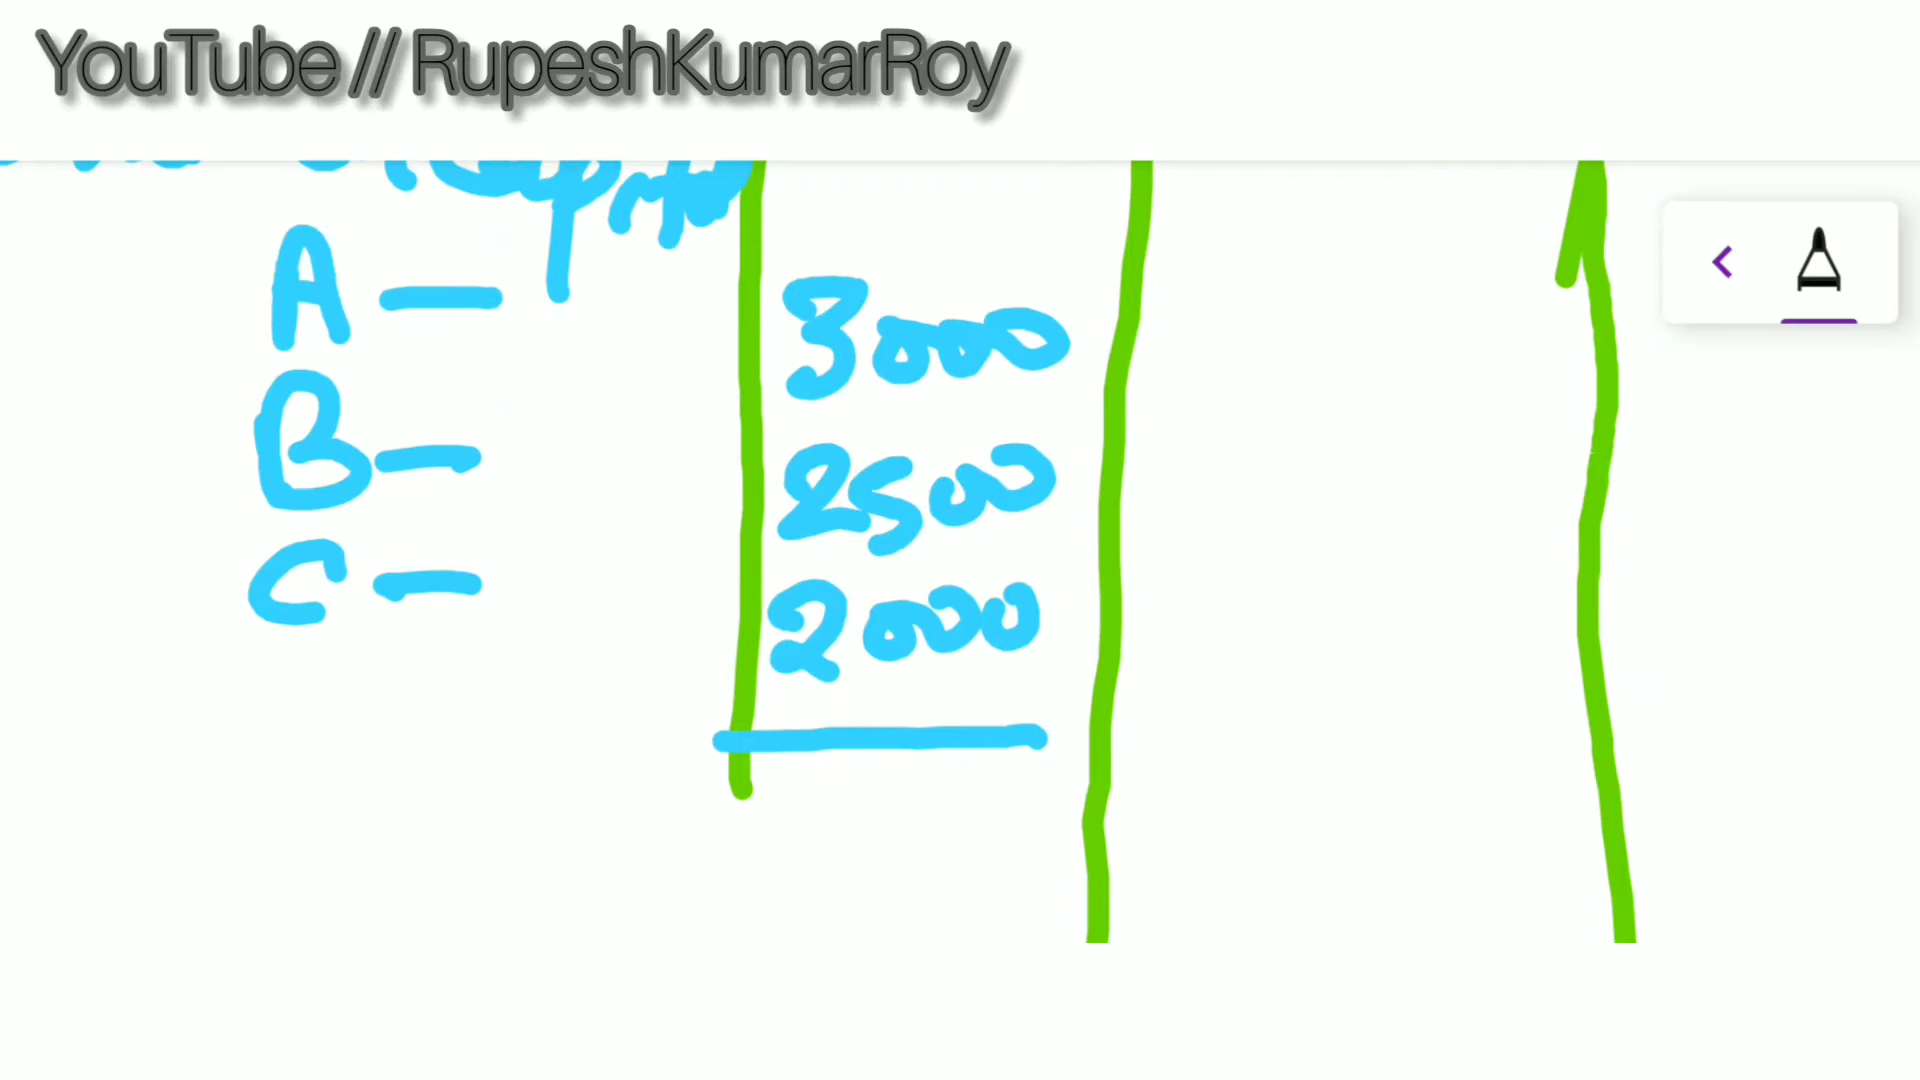 YouTube // RupeshKumarRoy
A — 3000
B — 2500
C — 2000